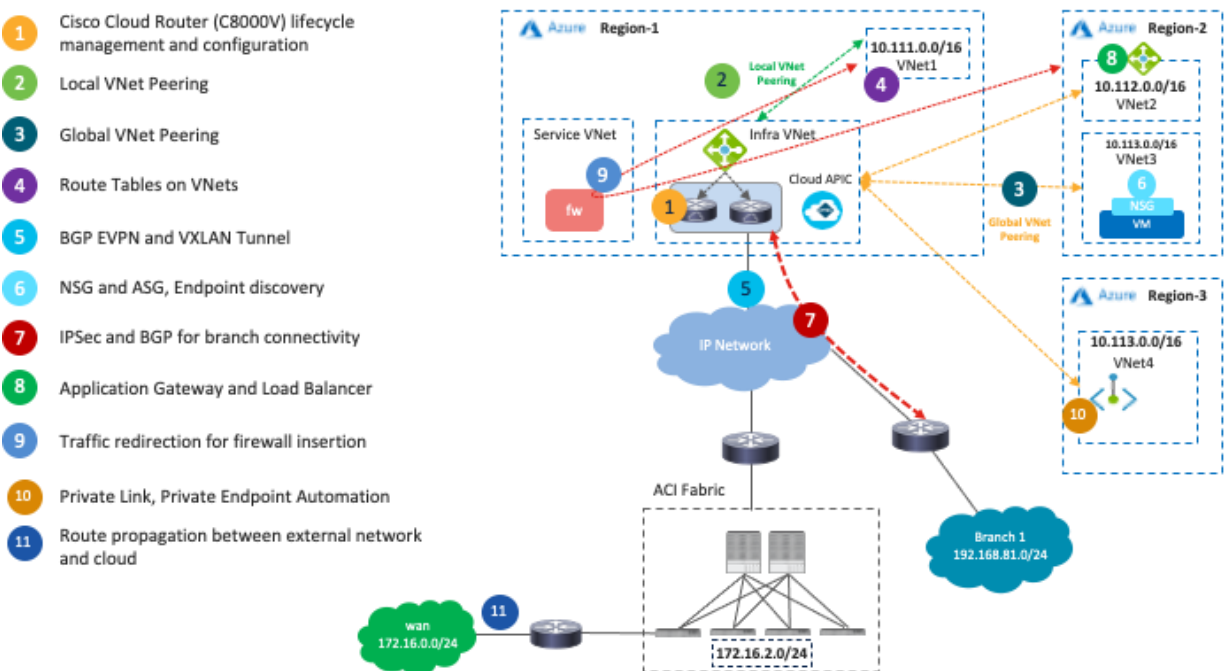 1
Cisco Cloud Router (C8000V) lifecycle
management and configuration
2
Local VNet Peering
3
Global VNet Peering
4
Route Tables on VNets
5
BGP EVPN and VXLAN Tunnel
6
NSG and ASG, Endpoint discovery
7
IPSec and BGP for branch connectivity
8
Application Gateway and Load Balancer
9
Traffic redirection for firewall insertion
10
Private Link, Private Endpoint Automation
11
Route propagation between external network
and cloud
Azure Region-1
10.111.0.0/16
VNet1
4
2
Local VNet
Peering
Service VNet
9
fw
Infra VNet
1
Cloud APIC
Azure Region-2
8
10.112.0.0/16
VNet2
10.113.0.0/16
VNet3
6
NSG
VM
3
Global VNet
Peering
Azure Region-3
10.113.0.0/16
VNet4
10
5
7
IP Network
ACI Fabric
Branch 1
192.168.81.0/24
11
wan
172.16.0.0/24
172.16.2.0/24